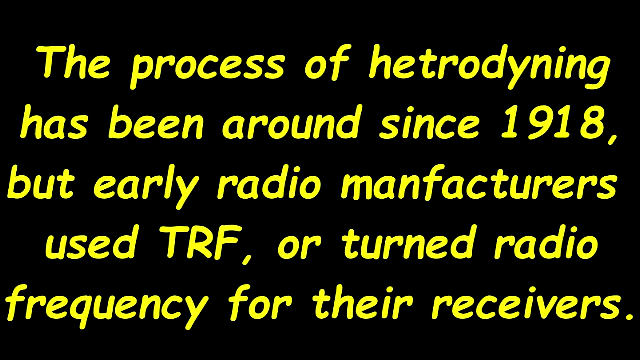 The process of hetrodyning
has been around since 1918,
but early radio manfacturers
used TRF, or turned radio
frequency for their receivers.